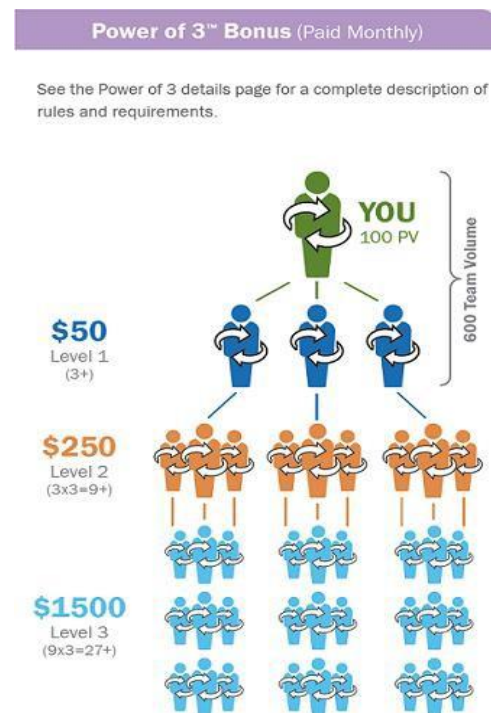 Power of 3™ Bonus (Paid Monthly)
See the Power of 3 details page for a complete description of
rules and requirements.
YOU
100 PV
600 Team Volume
$50
Level 1
(3+)
$250
Level 2
(3x3=9+)
$1500
Level 3
(9x3=27+)